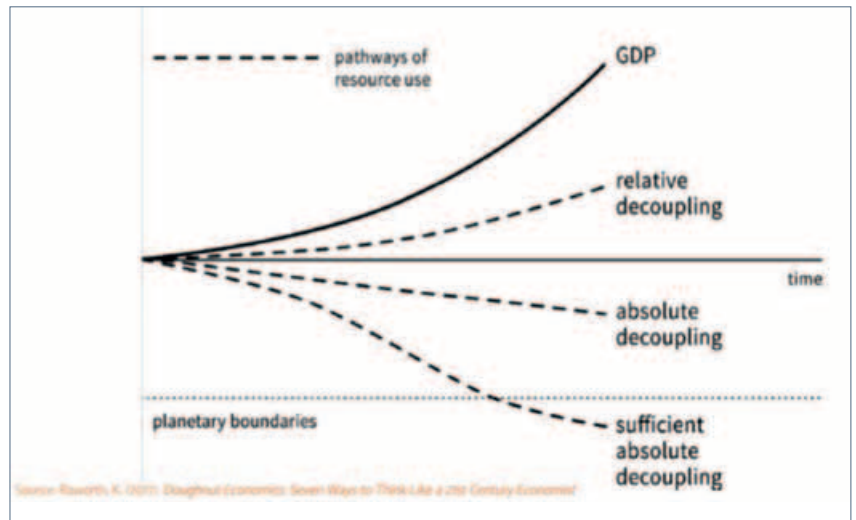 pathways of
resource use
GDP
relative
decoupling
time
absolute
decoupling
planetary boundaries
sufficient
absolute
decoupling
Source: Raworth, K. (2017). Doughnut Economics: Seven Ways to Think Like a 21st Century Economist